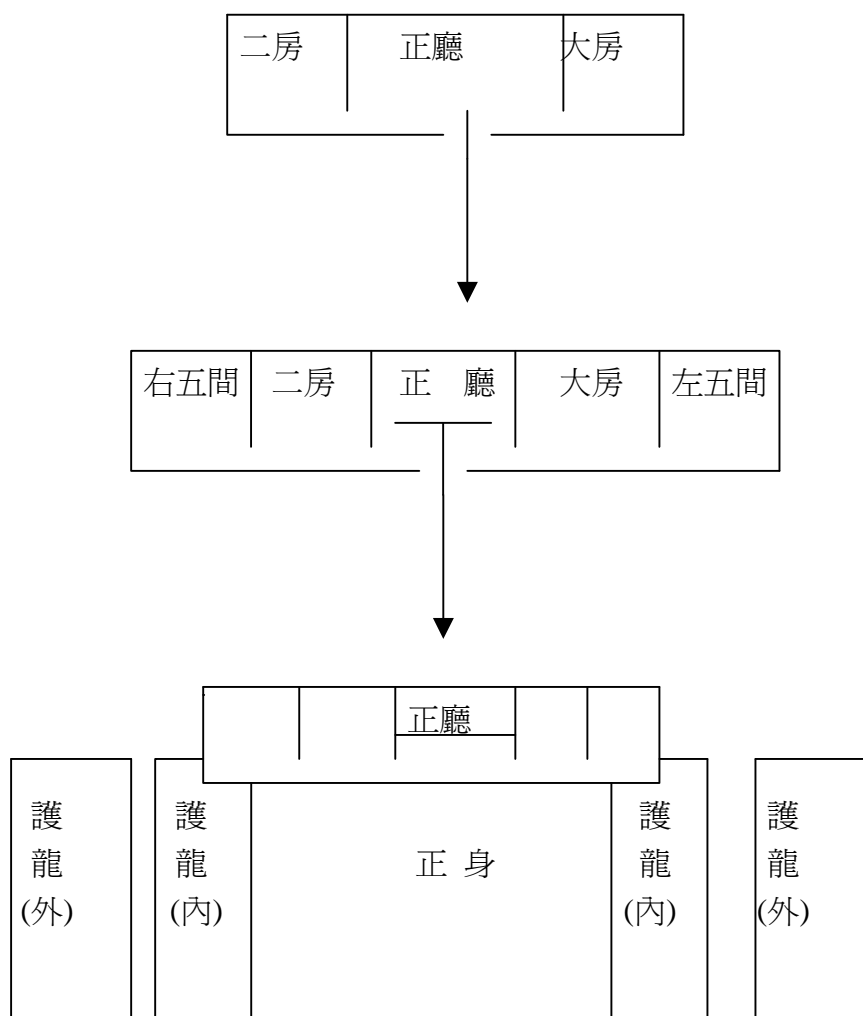 二房 正廳 大房
右五間 二房 正 廳 大房 左五間
正廳
護龍(外) 護龍(內) 正 身 護龍(內) 護龍(外)